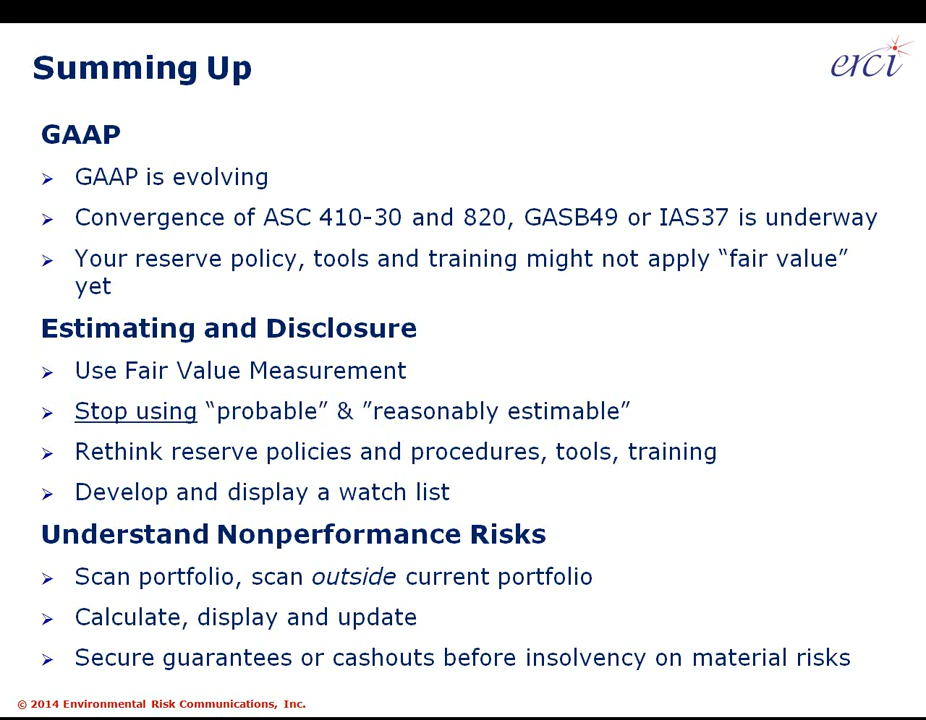 Summing Up
erci
GAAP
GAAP is evolving
Convergence of ASC 410-30 and 820, GASB49 or IAS37 is underway
Your reserve policy, tools and training might not apply “fair value”
yet
Estimating and Disclosure
Use Fair Value Measurement
Stop using “probable” & ”reasonably estimable”
Rethink reserve policies and procedures, tools, training
Develop and display a watch list
Understand Nonperformance Risks
Scan portfolio, scan outside current portfolio
Calculate, display and update
Secure guarantees or cashouts before insolvency on material risks
© 2014 Environmental Risk Communications, Inc.